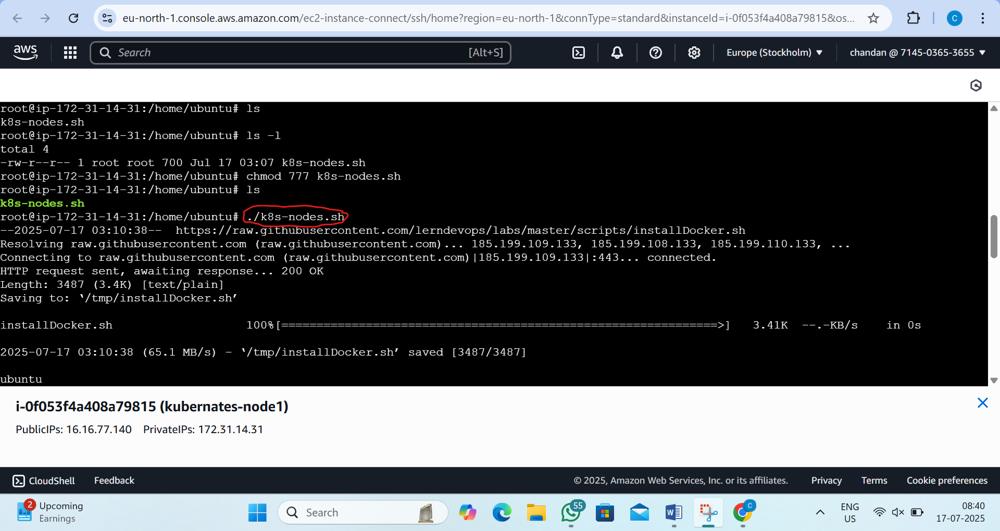 eu-north-1.console.aws.amazon.com/ec2-instance-connect/ssh/home?region=eu-north-1&connType=standard&instanceId=i-0f053f4a408a79815&os...
C
aws
Search [Alt+S]
Europe (Stockholm) ▼
chandan @ 7145-0365-3655 ▼
root@ip-172-31-14-31:/home/ubuntu# ls
k8s-nodes.sh
root@ip-172-31-14-31:/home/ubuntu# ls -l
total 4
-rw-r--r-- 1 root root 700 Jul 17 03:07 k8s-nodes.sh
root@ip-172-31-14-31:/home/ubuntu# chmod 777 k8s-nodes.sh
root@ip-172-31-14-31:/home/ubuntu# ls
k8s-nodes.sh
root@ip-172-31-14-31:/home/ubuntu# ./k8s-nodes.sh
--2025-07-17 03:10:38--  https://raw.githubusercontent.com/lerndevops/labs/master/scripts/installDocker.sh
Resolving raw.githubusercontent.com (raw.githubusercontent.com)... 185.199.109.133, 185.199.108.133, 185.199.110.133, ...
Connecting to raw.githubusercontent.com (raw.githubusercontent.com)|185.199.109.133|:443... connected.
HTTP request sent, awaiting response... 200 OK
Length: 3487 (3.4K) [text/plain]
Saving to: ‘/tmp/installDocker.sh’
installDocker.sh 100%[==============================================================>] 3.41K --.-KB/s in 0s
2025-07-17 03:10:38 (65.1 MB/s) - ‘/tmp/installDocker.sh’ saved [3487/3487]
ubuntu
i-0f053f4a408a79815 (kubernates-node1)
PublicIPs: 16.16.77.140 PrivateIPs: 172.31.14.31
CloudShell Feedback © 2025, Amazon Web Services, Inc. or its affiliates. Privacy Terms Cookie preferences
2
Upcoming
Earnings
Search
55
W
C
ENG
US
08:40
17-07-2025